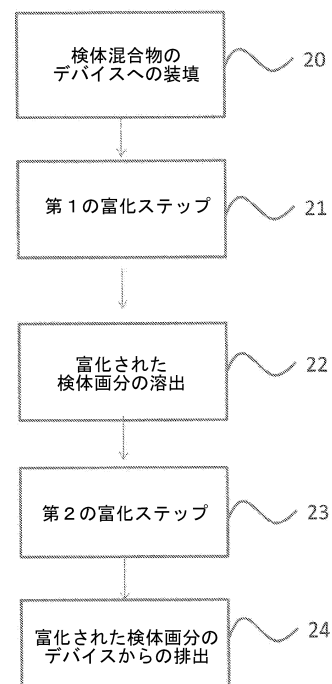 検体混合物の
デバイスへの装填
20
第1の富化ステップ
21
富化された
検体画分の溶出
22
第2の富化ステップ
23
富化された検体画分の
デバイスからの排出
24